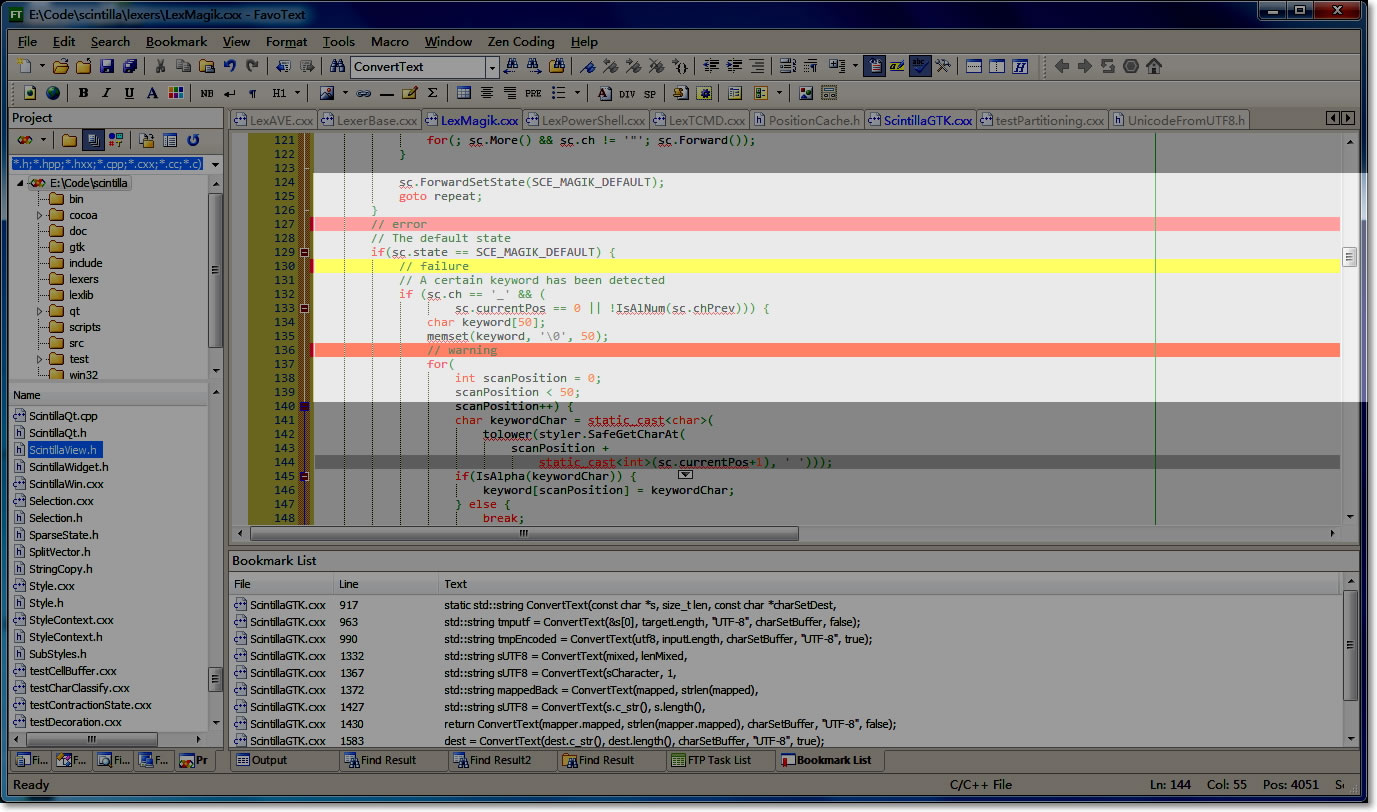 FT E:\Code\scintilla\lexers\LexMagik.cxx - FavoText
File Edit Search Bookmark View Format Tools Macro Window Zen Coding Help
ConvertText
B I U A NB H1 Σ PRE DIV SP
Project
*.h;*.hpp;*.hxx;*.cpp;*.cxx;*.cc;*.c)
E:\Code\scintilla
bin
cocoa
doc
gtk
include
lexers
lexlib
qt
scripts
src
test
win32
Name
ScintillaQt.cpp
ScintillaQt.h
ScintillaView.h
ScintillaWidget.h
ScintillaWin.cxx
Selection.cxx
Selection.h
SparseState.h
SplitVector.h
StringCopy.h
Style.cxx
Style.h
StyleContext.cxx
StyleContext.h
SubStyles.h
testCellBuffer.cxx
testCharClassify.cxx
testContractionState.cxx
testDecoration.cxx
Fi... F... Fi... F... Pr
LexAVE.cxx LexerBase.cxx LexMagik.cxx LexPowerShell.cxx LexTCMD.cxx PositionCache.h ScintillaGTK.cxx testPartitioning.cxx UnicodeFromUTF8.h
121 for(; sc.More() && sc.ch != '"'; sc.Forward());
122 }
123
124 sc.ForwardSetState(SCE_MAGIK_DEFAULT);
125 goto repeat;
126 }
127 // error
128 // The default state
129 if(sc.state == SCE_MAGIK_DEFAULT) {
130 // failure
131 // A certain keyword has been detected
132 if (sc.ch == '_' && (
133 sc.currentPos == 0 || !IsAlNum(sc.chPrev))) {
134 char keyword[50];
135 memset(keyword, '\0', 50);
136 // warning
137 for(
138 int scanPosition = 0;
139 scanPosition < 50;
140 scanPosition++) {
141 char keywordChar = static_cast<char>(
142 tolower(styler.SafeGetCharAt(
143 scanPosition +
144 static_cast<int>(sc.currentPos+1), ' ')));
145 if(IsAlpha(keywordChar)) {
146 keyword[scanPosition] = keywordChar;
147 } else {
148 break;
Bookmark List
File Line Text
ScintillaGTK.cxx 917 static std::string ConvertText(const char *s, size_t len, const char *charSetDest,
ScintillaGTK.cxx 963 std::string tmputf = ConvertText(&s[0], targetLength, "UTF-8", charSetBuffer, false);
ScintillaGTK.cxx 990 std::string tmpEncoded = ConvertText(utf8, inputLength, charSetBuffer, "UTF-8", true);
ScintillaGTK.cxx 1332 std::string sUTF8 = ConvertText(mixed, lenMixed,
ScintillaGTK.cxx 1367 std::string sUTF8 = ConvertText(sCharacter, 1,
ScintillaGTK.cxx 1372 std::string mappedBack = ConvertText(mapped, strlen(mapped),
ScintillaGTK.cxx 1427 std::string sUTF8 = ConvertText(s.c_str(), s.length(),
ScintillaGTK.cxx 1430 return ConvertText(mapper.mapped, strlen(mapper.mapped), charSetBuffer, "UTF-8", false);
ScintillaGTK.cxx 1583 dest = ConvertText(dest.c_str(), dest.length(), charSetBuffer, "UTF-8", true);
Output Find Result Find Result2 Find Result FTP Task List Bookmark List
Ready C/C++ File Ln: 144 Col: 55 Pos: 4051